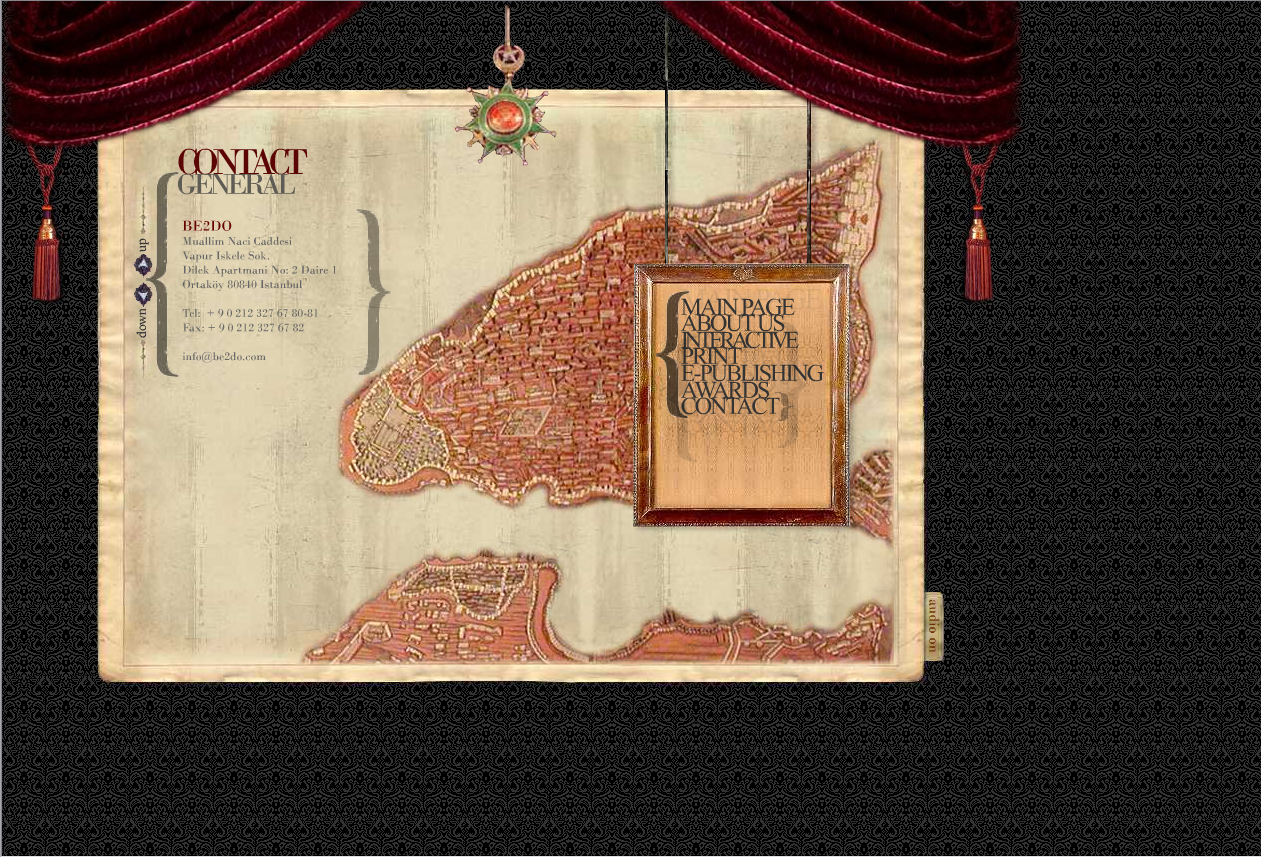 CONTACT
GENERAL
BE2DO
Muallim Naci Caddesi
Vapur Iskele Sok.
Dilek Apartmani No: 2 Daire 1
Ortaköy 80840 Istanbul
Tel: + 9 0 212 327 67 80-81
Fax: + 9 0 212 327 67 82
info@be2do.com
up
down
MAIN PAGE
ABOUT US
INTERACTIVE
PRINT
E-PUBLISHING
AWARDS
CONTACT
audio on